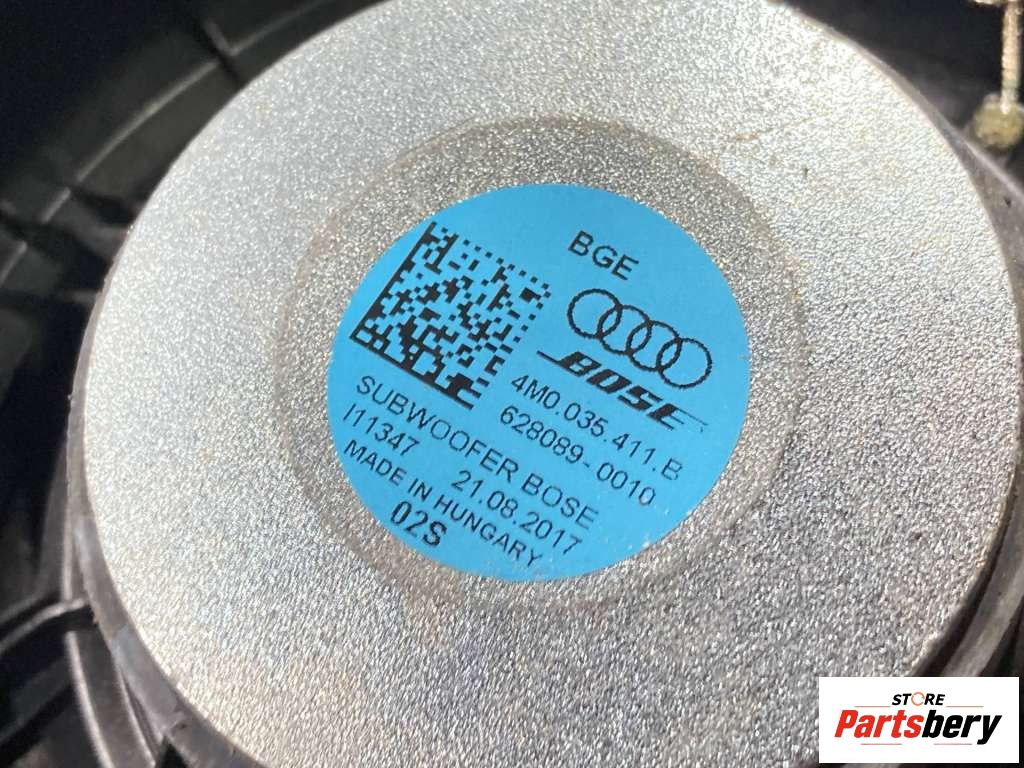 BGE
BOSE
4M0.035.411.B
628089-0010
SUBWOOFER BOSE
I11347 21.08.2017
MADE IN HUNGARY
02S
STORE
Partsbery